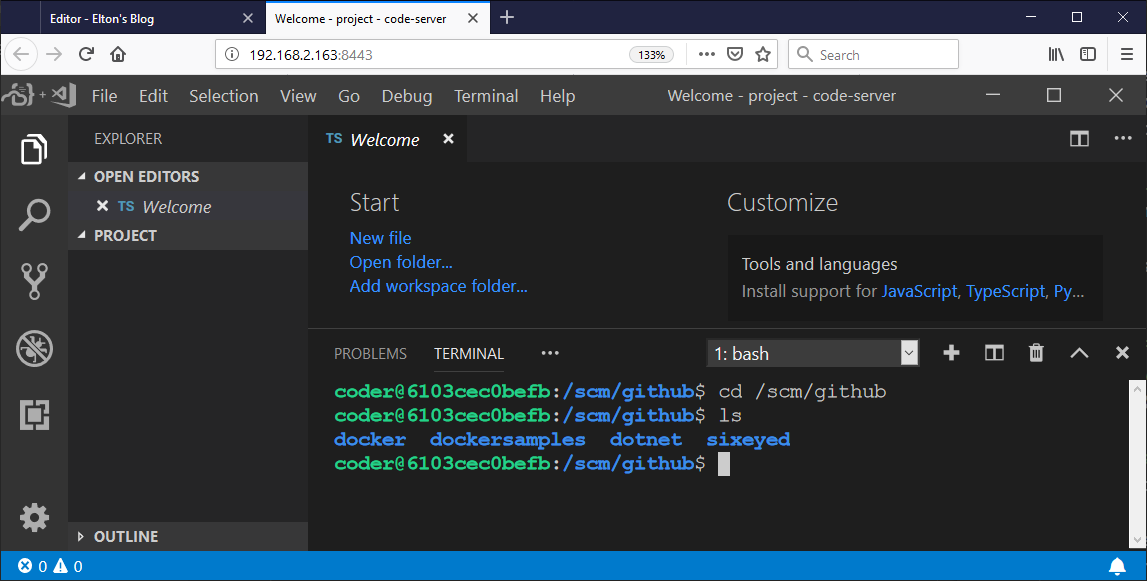 Editor - Elton's Blog
Welcome - project - code-server
192.168.2.163:8443
133%
Search
File Edit Selection View Go Debug Terminal Help
Welcome - project - code-server
EXPLORER
OPEN EDITORS
TS Welcome
PROJECT
OUTLINE
TS Welcome
Start
New file
Open folder...
Add workspace folder...
Customize
Tools and languages
Install support for JavaScript, TypeScript, Py...
PROBLEMS TERMINAL
1: bash
coder@6103cec0befb:/scm/github$ cd /scm/github
coder@6103cec0befb:/scm/github$ ls
docker dockersamples dotnet sixeyed
coder@6103cec0befb:/scm/github$
0 0